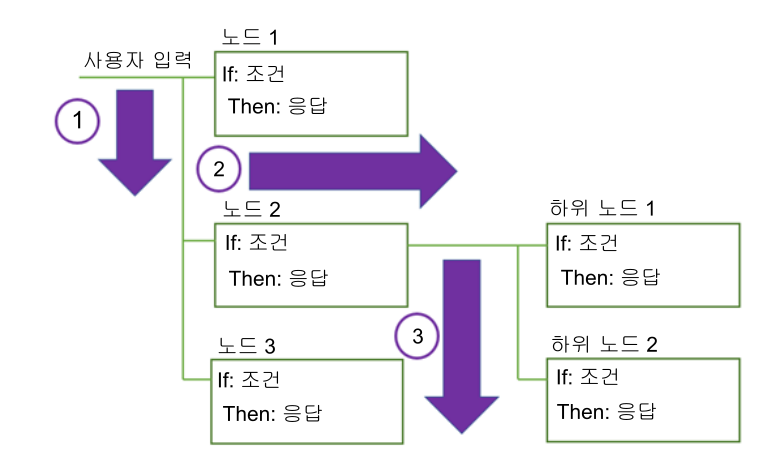 노드 1
사용자 입력
If: 조건
Then: 응답
1
2
노드 2
If: 조건
Then: 응답
하위 노드 1
If: 조건
Then: 응답
3
노드 3
If: 조건
Then: 응답
하위 노드 2
If: 조건
Then: 응답